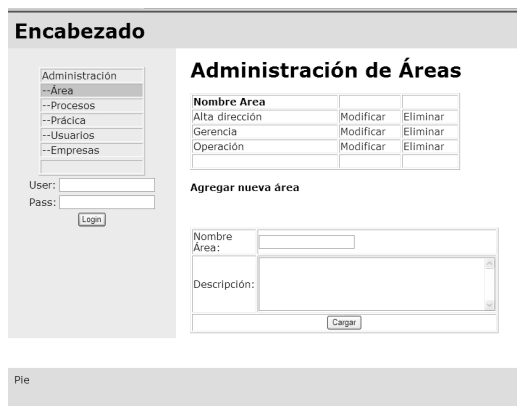 Encabezado
Administración
--Área
--Procesos
--Prácica
--Usuarios
--Empresas
User:
Pass:
Login
Administración de Áreas
Nombre Area
Alta dirección Modificar Eliminar
Gerencia Modificar Eliminar
Operación Modificar Eliminar
Agregar nueva área
Nombre
Área:
Descripción:
Cargar
Pie